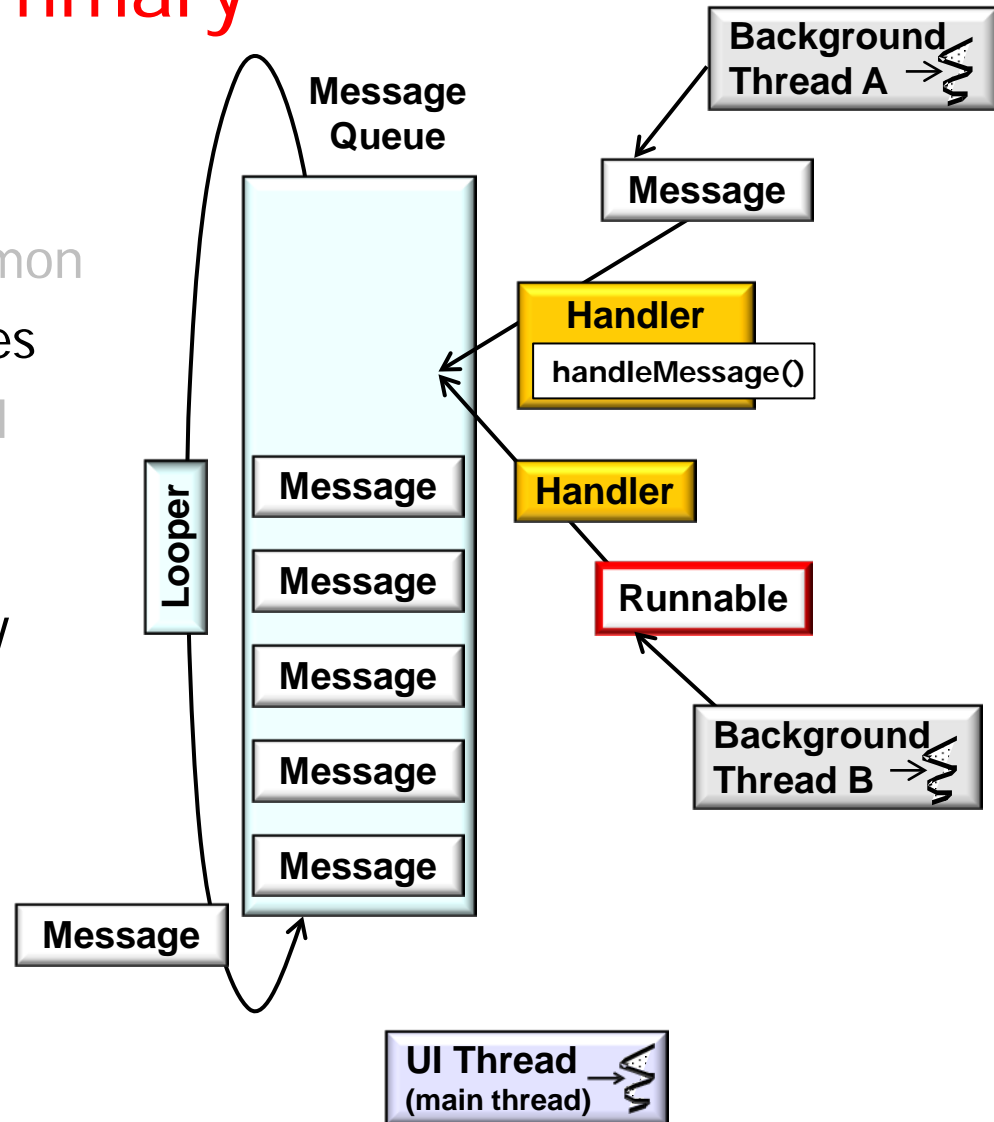 Message
Queue
Background
Thread A
Message
Handler
handleMessage()
Looper
Message
Handler
Message
Runnable
Message
Background
Thread B
Message
Message
Message
UI Thread
(main thread)